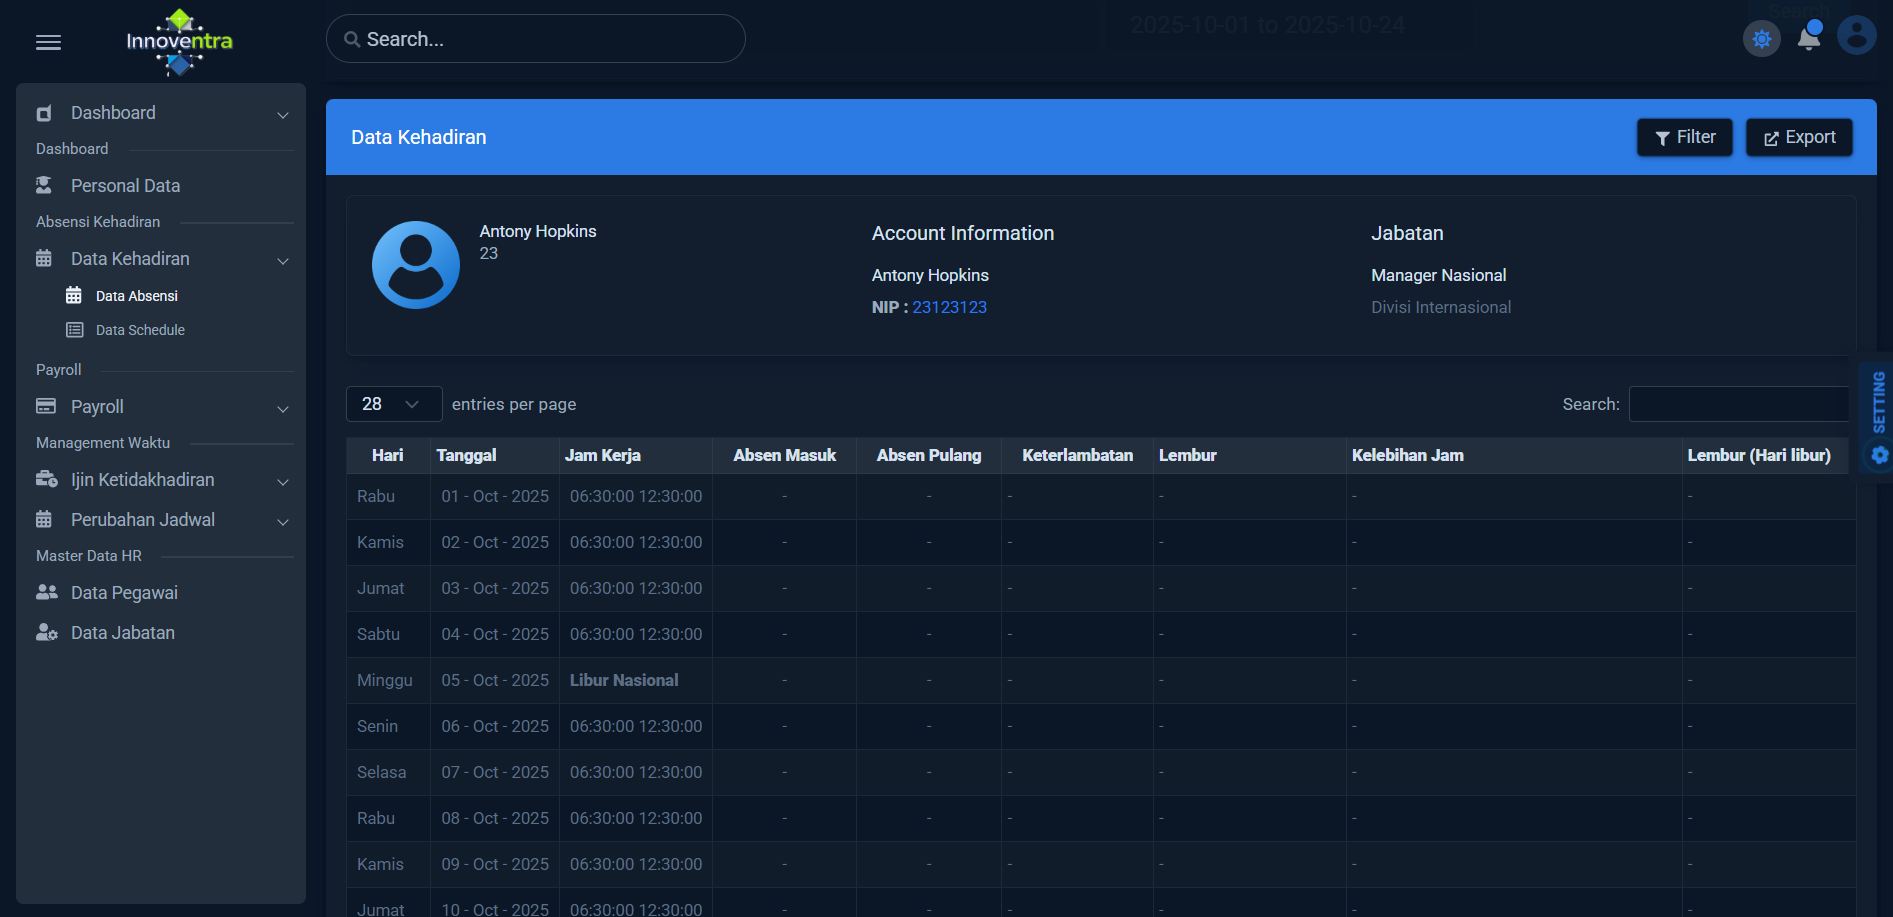 Innoventra
Search...
2025-10-01 to 2025-10-24
Search
Dashboard
Dashboard
Personal Data
Absensi Kehadiran
Data Kehadiran
Data Absensi
Data Schedule
Payroll
Payroll
Management Waktu
Ijin Ketidakhadiran
Perubahan Jadwal
Master Data HR
Data Pegawai
Data Jabatan
Data Kehadiran
Filter
Export
Antony Hopkins
23
Account Information
Antony Hopkins
NIP : 23123123
Jabatan
Manager Nasional
Divisi Internasional
28 entries per page
Search:
SETTING
Hari Tanggal Jam Kerja Absen Masuk Absen Pulang Keterlambatan Lembur Kelebihan Jam Lembur (Hari libur)
Rabu 01 - Oct - 2025 06:30:00 12:30:00 - - - - - -
Kamis 02 - Oct - 2025 06:30:00 12:30:00 - - - - - -
Jumat 03 - Oct - 2025 06:30:00 12:30:00 - - - - - -
Sabtu 04 - Oct - 2025 06:30:00 12:30:00 - - - - - -
Minggu 05 - Oct - 2025 Libur Nasional - - - - - -
Senin 06 - Oct - 2025 06:30:00 12:30:00 - - - - - -
Selasa 07 - Oct - 2025 06:30:00 12:30:00 - - - - - -
Rabu 08 - Oct - 2025 06:30:00 12:30:00 - - - - - -
Kamis 09 - Oct - 2025 06:30:00 12:30:00 - - - - - -
Jumat 10 - Oct - 2025 06:30:00 12:30:00 - - - - - -